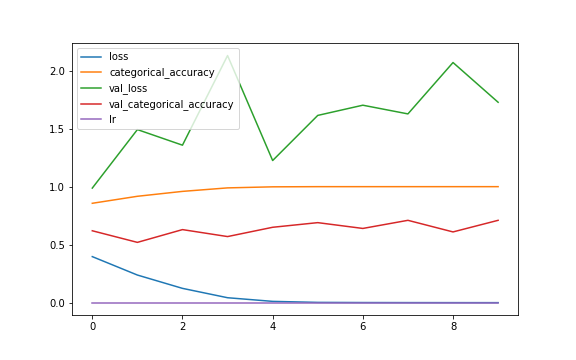 loss
categorical_accuracy
val_loss
val_categorical_accuracy
lr
2.0
1.5
1.0
0.5
0.0
0 2 4 6 8